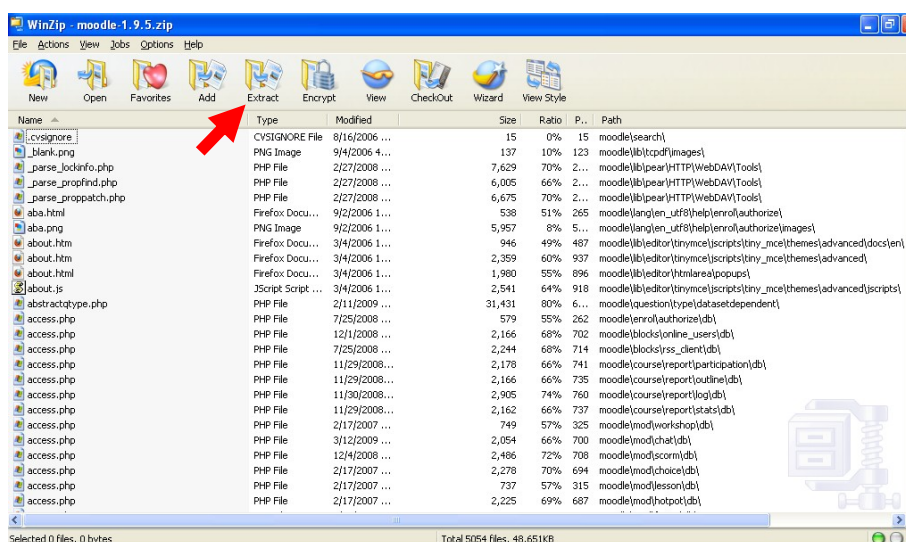 WinZip - moodle-1.9.5.zip
File Actions View Jobs Options Help
New Open Favorites Add Extract Encrypt View CheckOut Wizard View Style
Name Type Modified Size Ratio P... Path
.cvsignore CVSIGNORE File 8/16/2006 ... 15 0% 15 moodle\search\
_blank.png PNG Image 9/4/2006 4... 137 10% 123 moodle\lib\tcpdf\images\
_parse_lockinfo.php PHP File 2/27/2008 ... 7,629 70% 2... moodle\lib\pear\HTTP\WebDAV\Tools\
_parse_propfind.php PHP File 2/27/2008 ... 6,005 66% 2... moodle\lib\pear\HTTP\WebDAV\Tools\
_parse_proppatch.php PHP File 2/27/2008 ... 6,675 70% 2... moodle\lib\pear\HTTP\WebDAV\Tools\
aba.html Firefox Docu... 9/2/2006 1... 538 51% 265 moodle\lang\en_utf8\help\enrol\authorize\
aba.png PNG Image 9/2/2006 1... 5,957 8% 5... moodle\lang\en_utf8\help\enrol\authorize\images\
about.htm Firefox Docu... 3/4/2006 1... 946 49% 487 moodle\lib\editor\tinymce\jscripts\tiny_mce\themes\advanced\docs\en\
about.htm Firefox Docu... 3/4/2006 1... 2,359 60% 937 moodle\lib\editor\tinymce\jscripts\tiny_mce\themes\advanced\
about.html Firefox Docu... 3/4/2006 1... 1,980 55% 896 moodle\lib\editor\htmlarea\popups\
about.js JScript Script ... 3/4/2006 1... 2,541 64% 918 moodle\lib\editor\tinymce\jscripts\tiny_mce\themes\advanced\jscripts\
abstractqtype.php PHP File 2/11/2009 ... 31,431 80% 6... moodle\question\type\datasetdependent\
access.php PHP File 7/25/2008 ... 579 55% 262 moodle\enrol\authorize\db\
access.php PHP File 12/1/2008 ... 2,166 68% 702 moodle\blocks\online_users\db\
access.php PHP File 7/25/2008 ... 2,244 68% 714 moodle\blocks\rss_client\db\
access.php PHP File 11/29/2008... 2,178 66% 741 moodle\course\report\participation\db\
access.php PHP File 11/29/2008... 2,166 66% 735 moodle\course\report\outline\db\
access.php PHP File 11/30/2008... 2,905 74% 760 moodle\course\report\log\db\
access.php PHP File 11/29/2008... 2,162 66% 737 moodle\course\report\stats\db\
access.php PHP File 2/17/2007 ... 749 57% 325 moodle\mod\workshop\db\
access.php PHP File 3/12/2009 ... 2,054 66% 700 moodle\mod\chat\db\
access.php PHP File 12/4/2008 ... 2,486 72% 708 moodle\mod\scorm\db\
access.php PHP File 2/17/2007 ... 2,278 70% 694 moodle\mod\choice\db\
access.php PHP File 2/17/2007 ... 737 57% 315 moodle\mod\lesson\db\
access.php PHP File 2/17/2007 ... 2,225 69% 687 moodle\mod\hotpot\db\
Selected 0 files, 0 bytes Total 5054 files, 48,651KB